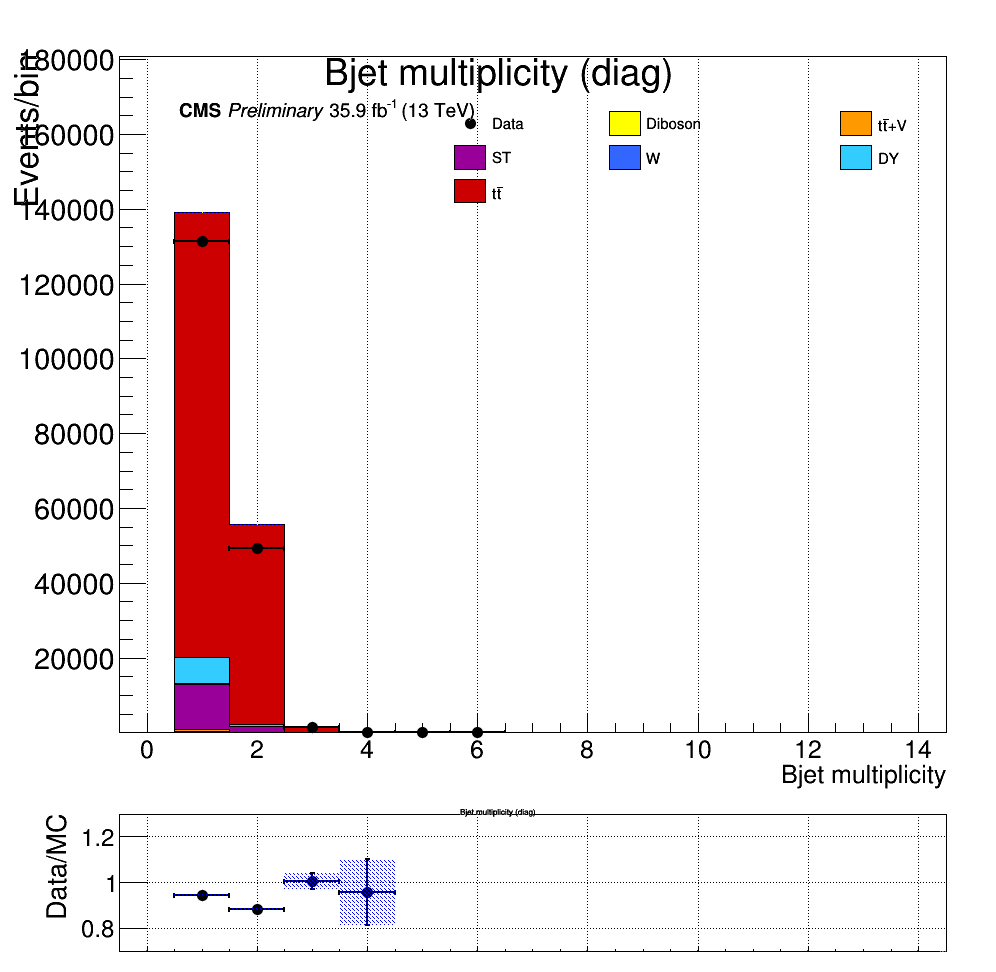 Bjet multiplicity (diag)
CMS Preliminary 35.9 fb-1 (13 TeV)
Events/bin
Data
Diboson
tt̄+V
ST
W
DY
tt̄
180000
160000
140000
120000
100000
80000
60000
40000
20000
0 2 4 6 8 10 12 14
Bjet multiplicity
Bjet multiplicity (diag)
Data/MC
1.2
1
0.8